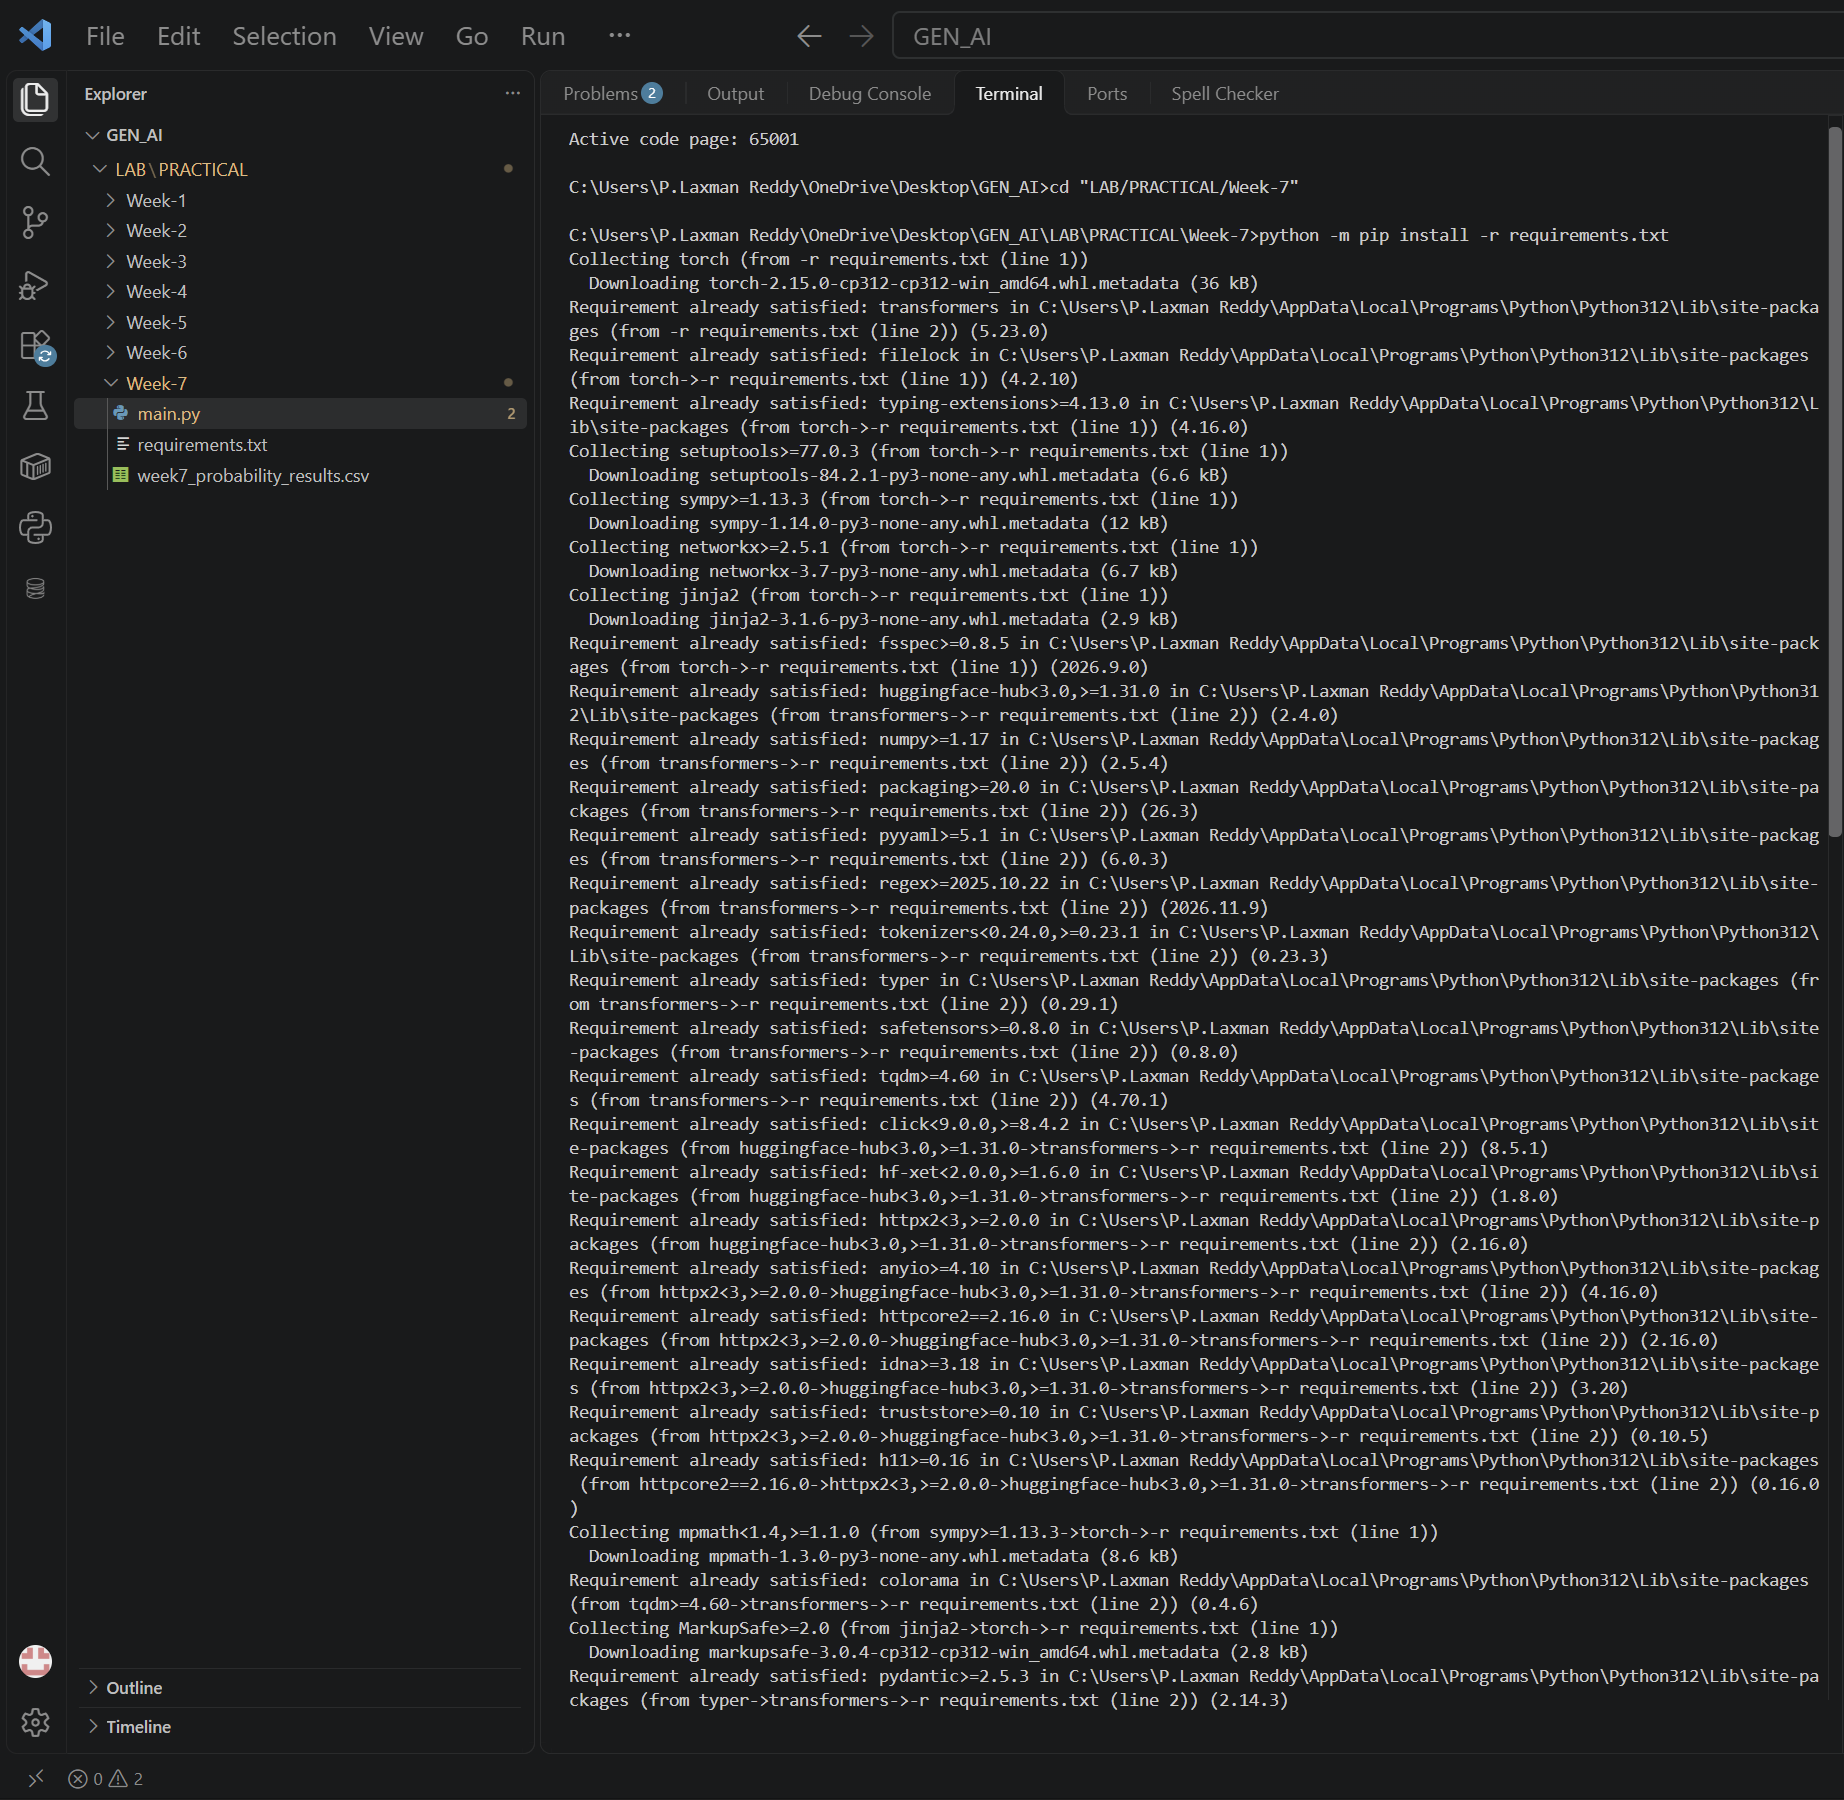 File Edit Selection View Go Run ··· GEN_AI
Explorer ···
GEN_AI
LAB\PRACTICAL
Week-1
Week-2
Week-3
Week-4
Week-5
Week-6
Week-7
main.py 2
requirements.txt
week7_probability_results.csv
Outline
Timeline
Problems 2 Output Debug Console Terminal Ports Spell Checker
Active code page: 65001
C:\Users\P.Laxman Reddy\OneDrive\Desktop\GEN_AI>cd "LAB/PRACTICAL/Week-7"
C:\Users\P.Laxman Reddy\OneDrive\Desktop\GEN_AI\LAB\PRACTICAL\Week-7>python -m pip install -r requirements.txt
Collecting torch (from -r requirements.txt (line 1))
  Downloading torch-2.15.0-cp312-cp312-win_amd64.whl.metadata (36 kB)
Requirement already satisfied: transformers in C:\Users\P.Laxman Reddy\AppData\Local\Programs\Python\Python312\Lib\site-packa
ges (from -r requirements.txt (line 2)) (5.23.0)
Requirement already satisfied: filelock in C:\Users\P.Laxman Reddy\AppData\Local\Programs\Python\Python312\Lib\site-packages
(from torch->-r requirements.txt (line 1)) (4.2.10)
Requirement already satisfied: typing-extensions>=4.13.0 in C:\Users\P.Laxman Reddy\AppData\Local\Programs\Python\Python312\L
ib\site-packages (from torch->-r requirements.txt (line 1)) (4.16.0)
Collecting setuptools>=77.0.3 (from torch->-r requirements.txt (line 1))
  Downloading setuptools-84.2.1-py3-none-any.whl.metadata (6.6 kB)
Collecting sympy>=1.13.3 (from torch->-r requirements.txt (line 1))
  Downloading sympy-1.14.0-py3-none-any.whl.metadata (12 kB)
Collecting networkx>=2.5.1 (from torch->-r requirements.txt (line 1))
  Downloading networkx-3.7-py3-none-any.whl.metadata (6.7 kB)
Collecting jinja2 (from torch->-r requirements.txt (line 1))
  Downloading jinja2-3.1.6-py3-none-any.whl.metadata (2.9 kB)
Requirement already satisfied: fsspec>=0.8.5 in C:\Users\P.Laxman Reddy\AppData\Local\Programs\Python\Python312\Lib\site-pack
ages (from torch->-r requirements.txt (line 1)) (2026.9.0)
Requirement already satisfied: huggingface-hub<3.0,>=1.31.0 in C:\Users\P.Laxman Reddy\AppData\Local\Programs\Python\Python31
2\Lib\site-packages (from transformers->-r requirements.txt (line 2)) (2.4.0)
Requirement already satisfied: numpy>=1.17 in C:\Users\P.Laxman Reddy\AppData\Local\Programs\Python\Python312\Lib\site-packag
es (from transformers->-r requirements.txt (line 2)) (2.5.4)
Requirement already satisfied: packaging>=20.0 in C:\Users\P.Laxman Reddy\AppData\Local\Programs\Python\Python312\Lib\site-pa
ckages (from transformers->-r requirements.txt (line 2)) (26.3)
Requirement already satisfied: pyyaml>=5.1 in C:\Users\P.Laxman Reddy\AppData\Local\Programs\Python\Python312\Lib\site-packag
es (from transformers->-r requirements.txt (line 2)) (6.0.3)
Requirement already satisfied: regex>=2025.10.22 in C:\Users\P.Laxman Reddy\AppData\Local\Programs\Python\Python312\Lib\site-
packages (from transformers->-r requirements.txt (line 2)) (2026.11.9)
Requirement already satisfied: tokenizers<0.24.0,>=0.23.1 in C:\Users\P.Laxman Reddy\AppData\Local\Programs\Python\Python312\
Lib\site-packages (from transformers->-r requirements.txt (line 2)) (0.23.3)
Requirement already satisfied: typer in C:\Users\P.Laxman Reddy\AppData\Local\Programs\Python\Python312\Lib\site-packages (fr
om transformers->-r requirements.txt (line 2)) (0.29.1)
Requirement already satisfied: safetensors>=0.8.0 in C:\Users\P.Laxman Reddy\AppData\Local\Programs\Python\Python312\Lib\site
-packages (from transformers->-r requirements.txt (line 2)) (0.8.0)
Requirement already satisfied: tqdm>=4.60 in C:\Users\P.Laxman Reddy\AppData\Local\Programs\Python\Python312\Lib\site-package
s (from transformers->-r requirements.txt (line 2)) (4.70.1)
Requirement already satisfied: click<9.0.0,>=8.4.2 in C:\Users\P.Laxman Reddy\AppData\Local\Programs\Python\Python312\Lib\sit
e-packages (from huggingface-hub<3.0,>=1.31.0->transformers->-r requirements.txt (line 2)) (8.5.1)
Requirement already satisfied: hf-xet<2.0.0,>=1.6.0 in C:\Users\P.Laxman Reddy\AppData\Local\Programs\Python\Python312\Lib\si
te-packages (from huggingface-hub<3.0,>=1.31.0->transformers->-r requirements.txt (line 2)) (1.8.0)
Requirement already satisfied: httpx2<3,>=2.0.0 in C:\Users\P.Laxman Reddy\AppData\Local\Programs\Python\Python312\Lib\site-p
ackages (from huggingface-hub<3.0,>=1.31.0->transformers->-r requirements.txt (line 2)) (2.16.0)
Requirement already satisfied: anyio>=4.10 in C:\Users\P.Laxman Reddy\AppData\Local\Programs\Python\Python312\Lib\site-packag
es (from httpx2<3,>=2.0.0->huggingface-hub<3.0,>=1.31.0->transformers->-r requirements.txt (line 2)) (4.16.0)
Requirement already satisfied: httpcore2==2.16.0 in C:\Users\P.Laxman Reddy\AppData\Local\Programs\Python\Python312\Lib\site-
packages (from httpx2<3,>=2.0.0->huggingface-hub<3.0,>=1.31.0->transformers->-r requirements.txt (line 2)) (2.16.0)
Requirement already satisfied: idna>=3.18 in C:\Users\P.Laxman Reddy\AppData\Local\Programs\Python\Python312\Lib\site-package
s (from httpx2<3,>=2.0.0->huggingface-hub<3.0,>=1.31.0->transformers->-r requirements.txt (line 2)) (3.20)
Requirement already satisfied: truststore>=0.10 in C:\Users\P.Laxman Reddy\AppData\Local\Programs\Python\Python312\Lib\site-p
ackages (from httpx2<3,>=2.0.0->huggingface-hub<3.0,>=1.31.0->transformers->-r requirements.txt (line 2)) (0.10.5)
Requirement already satisfied: h11>=0.16 in C:\Users\P.Laxman Reddy\AppData\Local\Programs\Python\Python312\Lib\site-packages
 (from httpcore2==2.16.0->httpx2<3,>=2.0.0->huggingface-hub<3.0,>=1.31.0->transformers->-r requirements.txt (line 2)) (0.16.0
)
Collecting mpmath<1.4,>=1.1.0 (from sympy>=1.13.3->torch->-r requirements.txt (line 1))
  Downloading mpmath-1.3.0-py3-none-any.whl.metadata (8.6 kB)
Requirement already satisfied: colorama in C:\Users\P.Laxman Reddy\AppData\Local\Programs\Python\Python312\Lib\site-packages
(from tqdm>=4.60->transformers->-r requirements.txt (line 2)) (0.4.6)
Collecting MarkupSafe>=2.0 (from jinja2->torch->-r requirements.txt (line 1))
  Downloading markupsafe-3.0.4-cp312-cp312-win_amd64.whl.metadata (2.8 kB)
Requirement already satisfied: pydantic>=2.5.3 in C:\Users\P.Laxman Reddy\AppData\Local\Programs\Python\Python312\Lib\site-pa
ckages (from typer->transformers->-r requirements.txt (line 2)) (2.14.3)
0 2